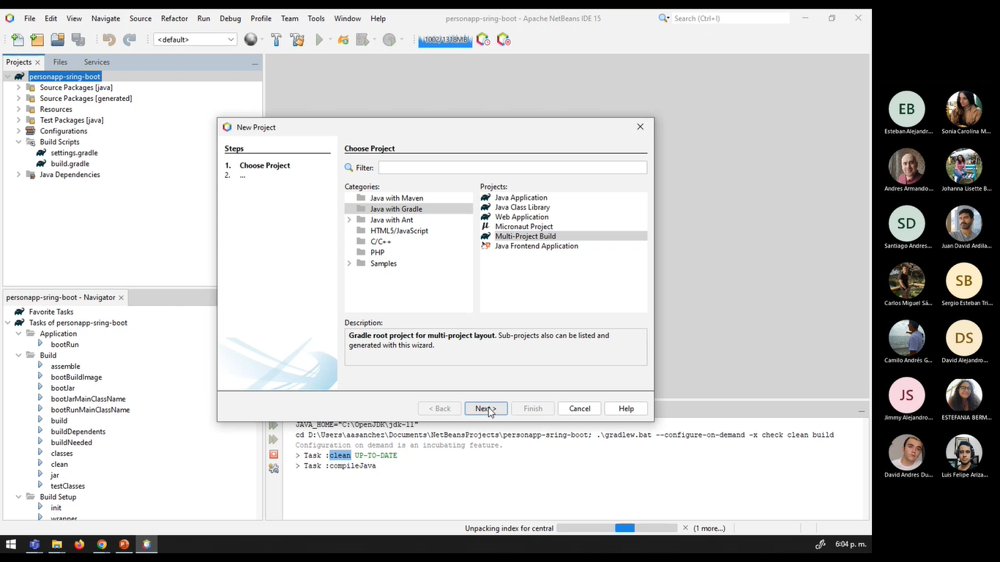 File Edit View Navigate Source Refactor Run Debug Profile Team Tools Window Help
personapp-sring-boot - Apache NetBeans IDE 15
Search (Ctrl+I)
<default>
1002/1318MB
Projects
Files
Services
personapp-sring-boot
Source Packages [java]
Source Packages [generated]
Resources
Test Packages [java]
Configurations
Build Scripts
settings.gradle
build.gradle
Java Dependencies
personapp-sring-boot - Navigator
Favorite Tasks
Tasks of personapp-sring-boot
Application
bootRun
Build
assemble
bootBuildImage
bootJar
bootJarMainClassName
bootRunMainClassName
build
buildDependents
buildNeeded
classes
clean
jar
testClasses
Build Setup
init
wrapper
New Project
Steps
1. Choose Project
2. ...
Choose Project
Filter:
Categories:
Java with Maven
Java with Gradle
Java with Ant
HTML5/JavaScript
C/C++
PHP
Samples
Projects:
Java Application
Java Class Library
Web Application
Micronaut Project
Multi-Project Build
Java Frontend Application
Description:
Gradle root project for multi-project layout. Sub-projects also can be listed and
generated with this wizard.
< Back
Next >
Finish
Cancel
Help
JAVA_HOME="C:\OpenJDK\jdk-11"
cd D:\Users\aasanchez\Documents\NetBeansProjects\personapp-sring-boot; .\gradlew.bat --configure-on-demand -x check clean build
Configuration on demand is an incubating feature.
> Task :clean UP-TO-DATE
> Task :compileJava
Unpacking index for central
(1 more...)
6:04 p. m.
EB
Esteban Alejandr...
Sonia Carolina M...
Andres Armando...
Johanna Lisette B...
SD
Santiago Andres...
Juan David Ardila...
Carlos Miguel Sá...
SB
Sergio Esteban Tri...
Camilo Andrés G...
DS
David Alejandro...
JS
Jimmy Alejandro...
ESTEFANIA BERM...
David Andres Du...
Luis Felipe Ariza...